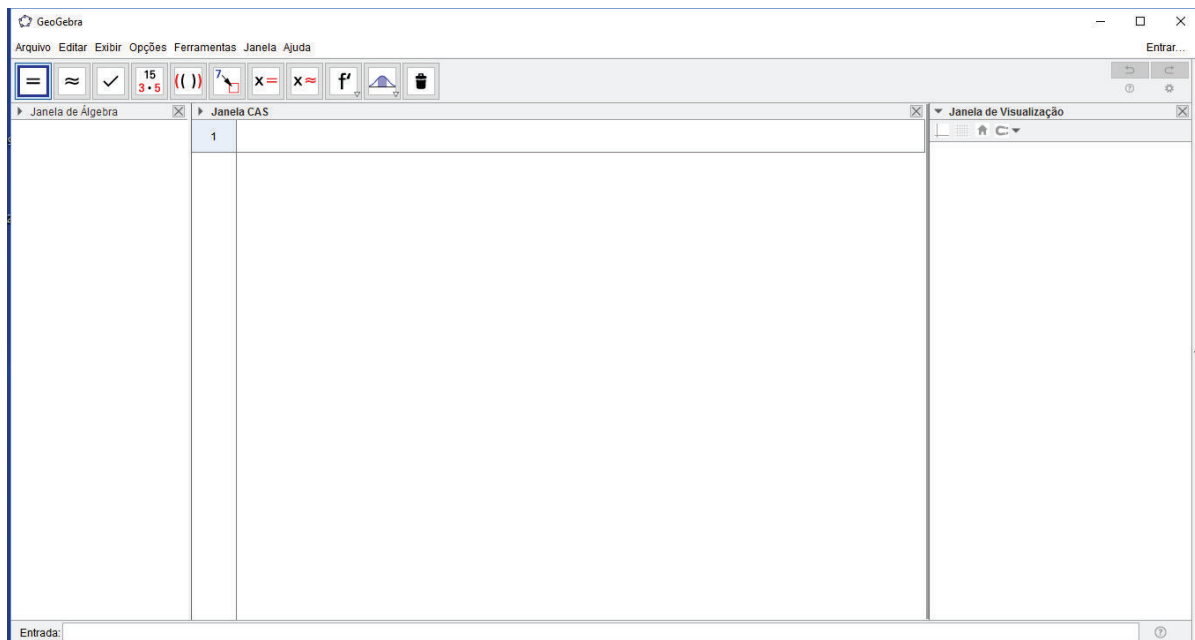 GeoGebra
Arquivo Editar Exibir Opções Ferramentas Janela Ajuda Entrar...
= ≈ ✓ 15 3·5 (( )) 7 x= x≈ f′
Janela de Álgebra Janela CAS Janela de Visualização
1
Entrada: